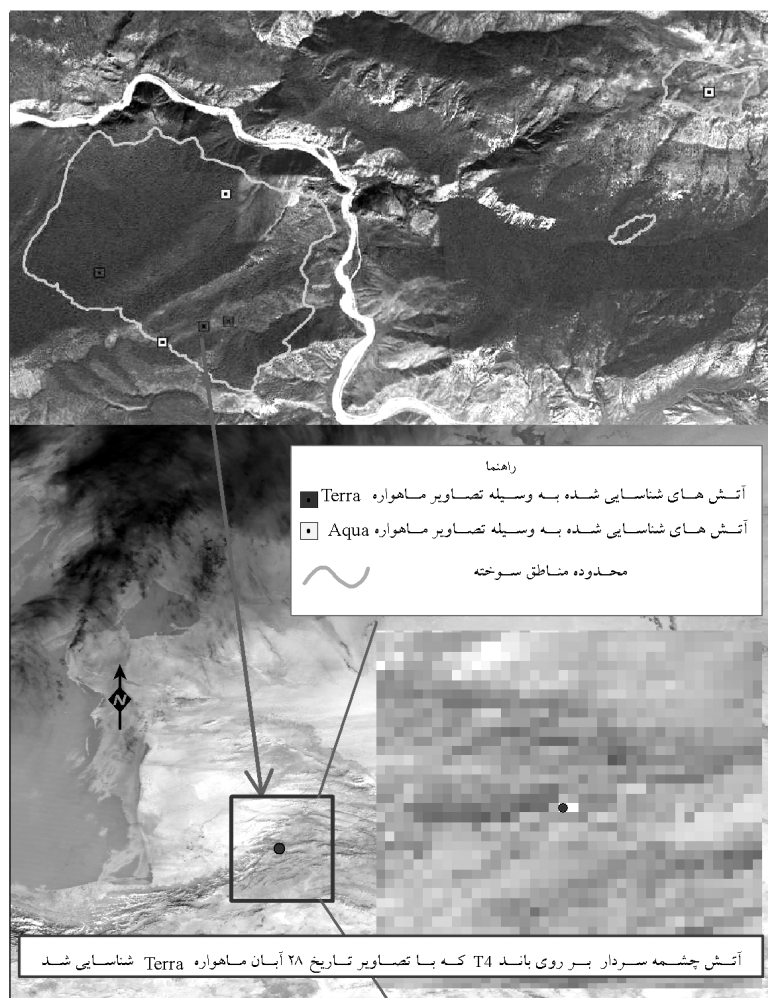 راهنما
آتش های شناسایی شده به وسیله تصاویر ماهواره Terra
آتش های شناسایی شده به وسیله تصاویر ماهواره Aqua
محدوده مناطق سوخته
N
آتش چشمه سردار بر روی باند T4 که با تصاویر تاریخ ۲۸ آبان ماهواره Terra شناسایی شد